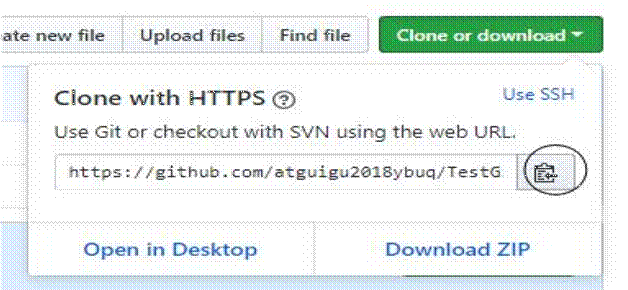 ate new file Upload files Find file Clone or download
Clone with HTTPS ? Use SSH
Use Git or checkout with SVN using the web URL.
https://github.com/atguigu2018ybuq/TestG
Open in Desktop Download ZIP